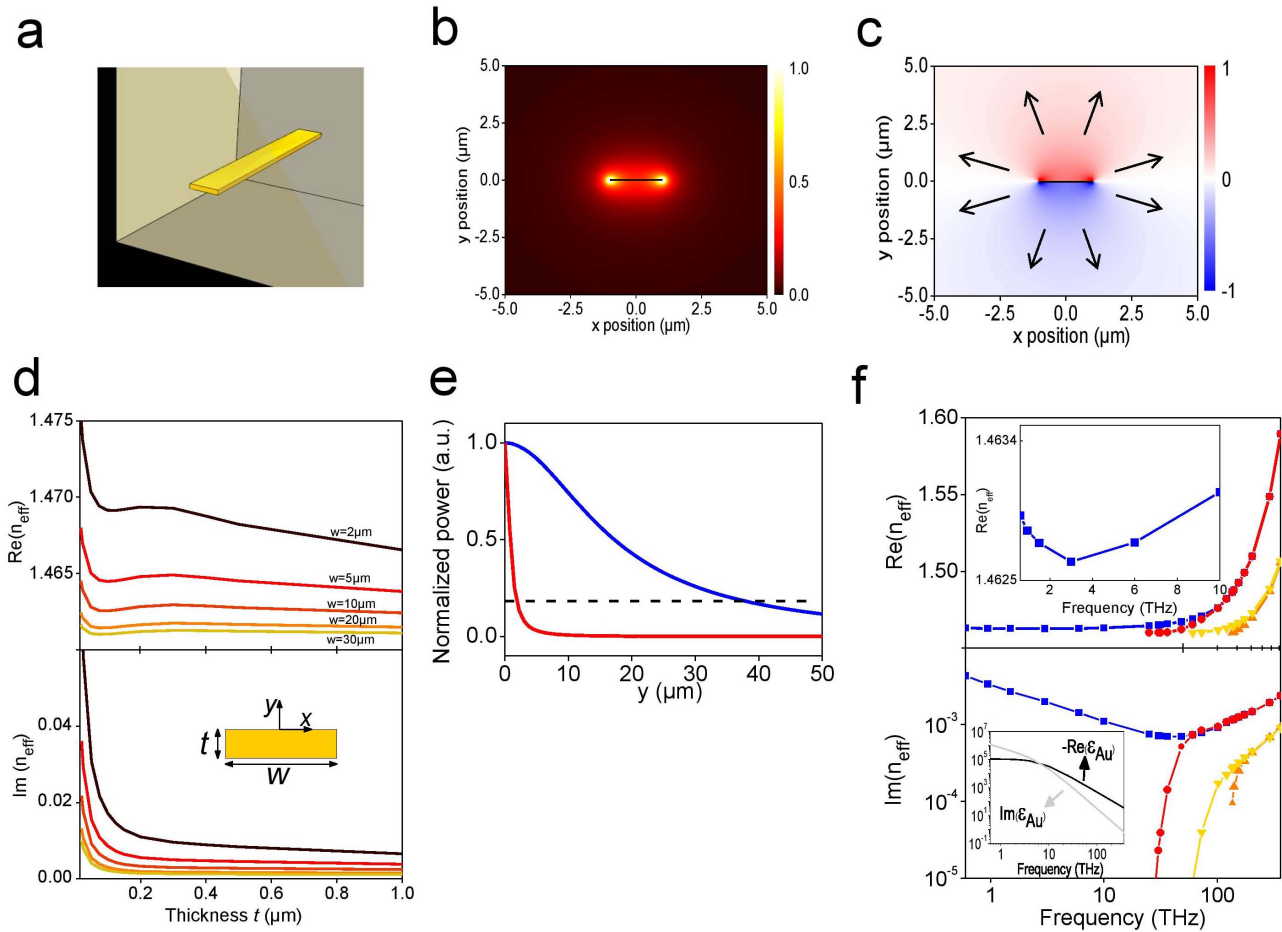 a
b
5.0
2.5
0.0
-2.5
-5.0
y position (µm)
-5.0 -2.5 0.0 2.5 5.0
x position (µm)
1.0
0.5
0.0
c
5.0
2.5
0.0
-2.5
-5.0
y position (µm)
-5.0 -2.5 0.0 2.5 5.0
x position (µm)
1
0
-1
d
1.475
1.470
1.465
Re(neff)
w=2µm
w=5µm
w=10µm
w=20µm
w=30µm
0.04
0.02
0.00
Im (neff)
y
x
t
w
0.2 0.4 0.6 0.8 1.0
Thickness t (µm)
e
1.0
0.5
0.0
Normalized power (a.u.)
0 10 20 30 40 50
y (µm)
f
1.60
1.55
1.50
Re(neff)
1.4634
1.4625
Re(neff)
2 4 6 8 10
Frequency (THz)
10-3
10-4
10-5
Im(neff)
107
106
105
103
101
10-1
-Re(εAu)
Im(εAu)
1 10 100
Frequency (THz)
1 10 100
Frequency (THz)